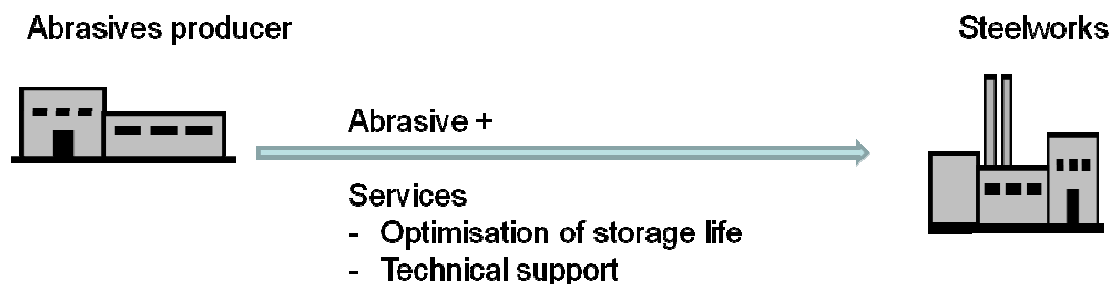 Abrasives producer
Steelworks
Abrasive +
Services
- Optimisation of storage life
- Technical support